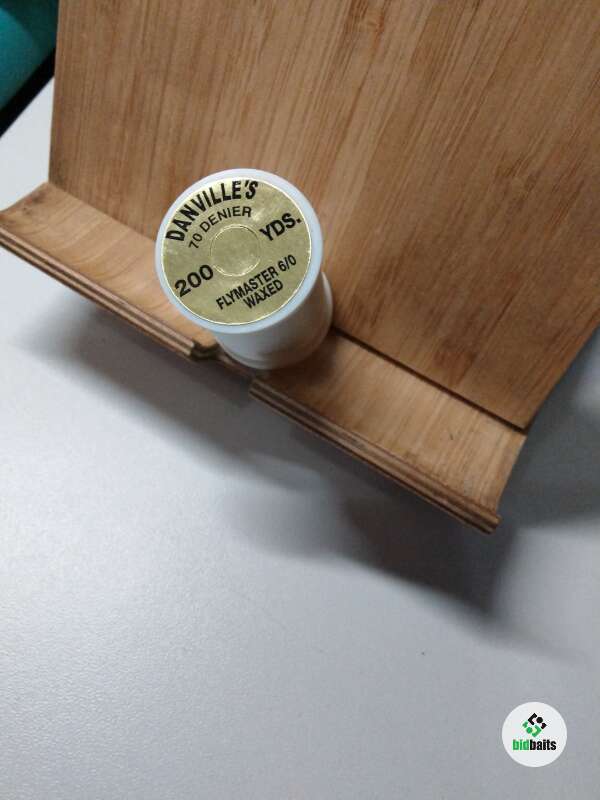 DANVILLE'S
70 DENIER
200 YDS.
FLYMASTER 6/0
WAXED
bidbaits